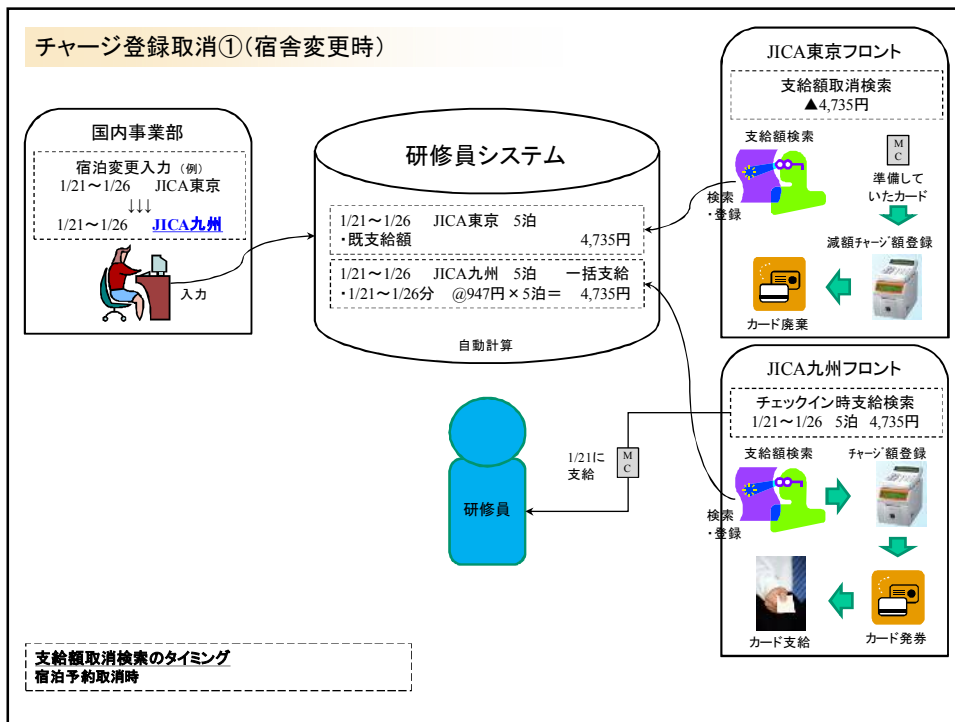 チャージ登録取消①(宿舎変更時)
国内事業部
宿泊変更入力 (例)
1/21~1/26 JICA東京
↓↓↓
1/21~1/26 JICA九州
入力
研修員システム
1/21~1/26 JICA東京 5泊
・既支給額 4,735円
1/21~1/26 JICA九州 5泊 一括支給
・1/21~1/26分 @947円×5泊= 4,735円
自動計算
JICA東京フロント
支給額取消検索
▲4,735円
支給額検索
検索
・登録
M
C
準備して
いたカード
減額チャージ額登録
カード廃棄
JICA九州フロント
チェックイン時支給検索
1/21~1/26 5泊 4,735円
支給額検索
チャージ額登録
検索
・登録
カード支給
カード発券
1/21に
支給
M
C
研修員
支給額取消検索のタイミング
宿泊予約取消時